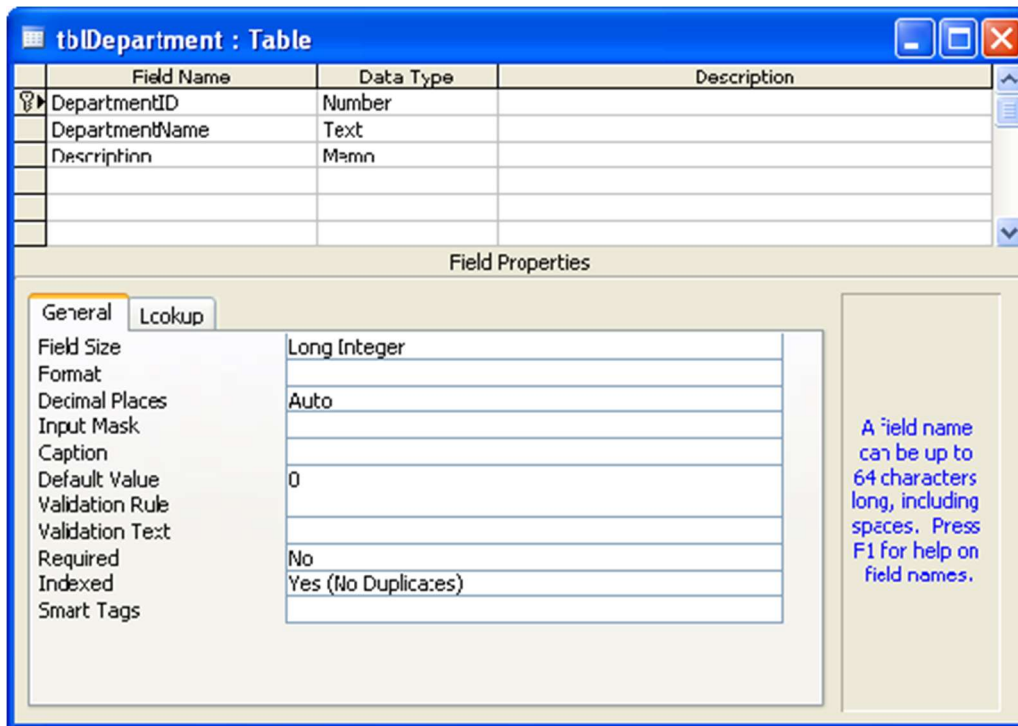 tblDepartment : Table
Field Name Data Type Description
DepartmentID Number
DepartmentName Text
Description Memo
Field Properties
General Lookup
Field Size Long Integer
Format
Decimal Places Auto
Input Mask
Caption
Default Value 0
Validation Rule
Validation Text
Required No
Indexed Yes (No Duplicates)
Smart Tags
A field name
can be up to
64 characters
long, including
spaces. Press
F1 for help on
field names.